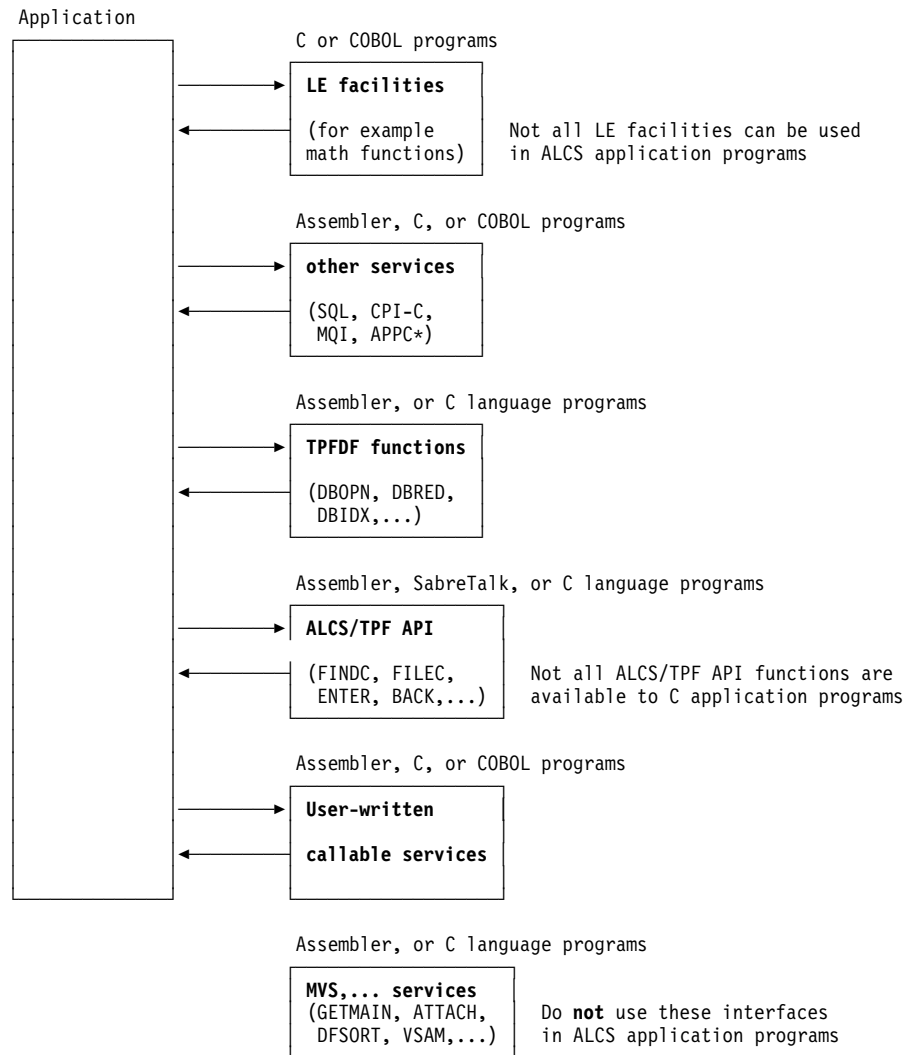 Application
C or COBOL programs
LE facilities
(for example
math functions)
Not all LE facilities can be used
in ALCS application programs
Assembler, C, or COBOL programs
other services
(SQL, CPI-C,
MQI, APPC*)
Assembler, or C language programs
TPFDF functions
(DBOPN, DBRED,
DBIDX,...)
Assembler, SabreTalk, or C language programs
ALCS/TPF API
(FINDC, FILEC,
ENTER, BACK,...)
Not all ALCS/TPF API functions are
available to C application programs
Assembler, C, or COBOL programs
User-written
callable services
Assembler, or C language programs
MVS,... services
(GETMAIN, ATTACH,
DFSORT, VSAM,...)
Do not use these interfaces
in ALCS application programs